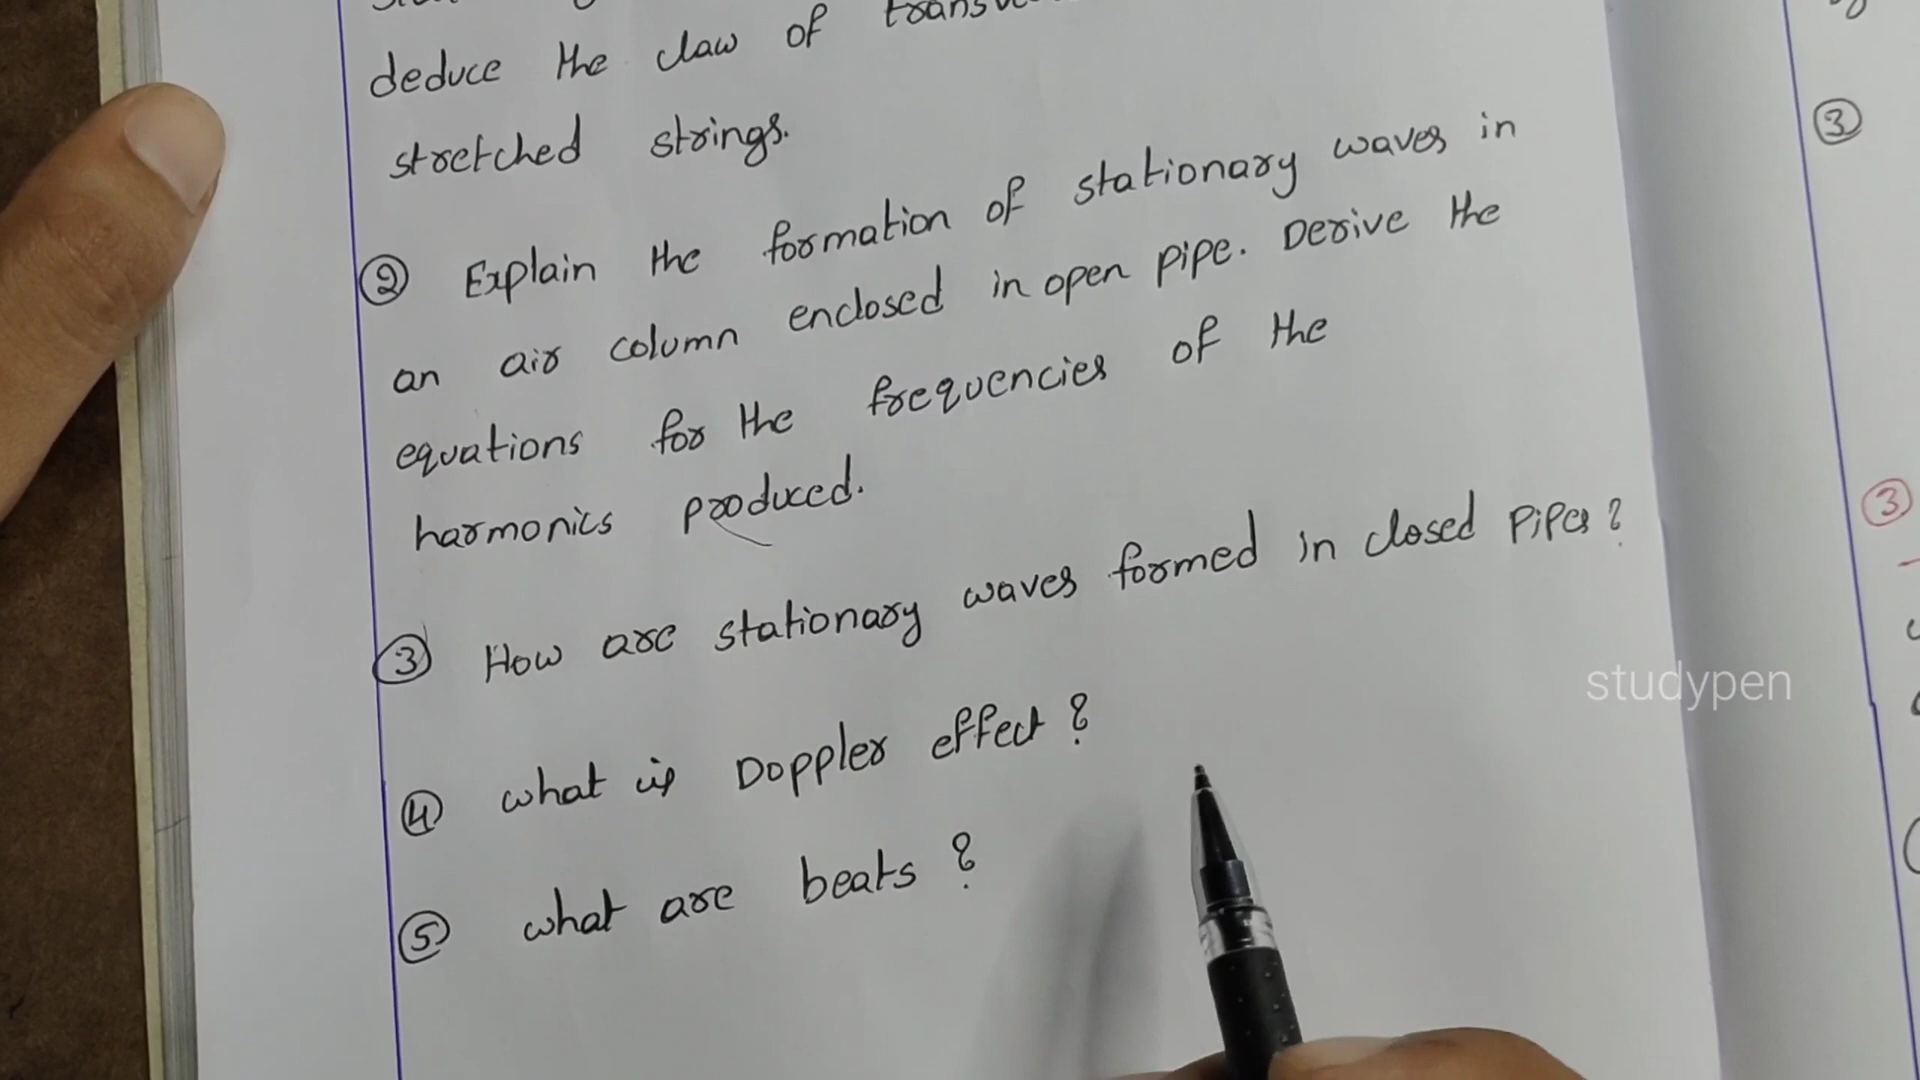 deduce the claw of
stretched strings.
② Explain the formation of stationary waves in
an air column enclosed in open pipe. Derive the
equations for the frequencies of the
harmonics produced.
③ How are stationary waves formed in closed pipes?
④ what is Doppler effect?
⑤ what are beats?
studypen
③
③